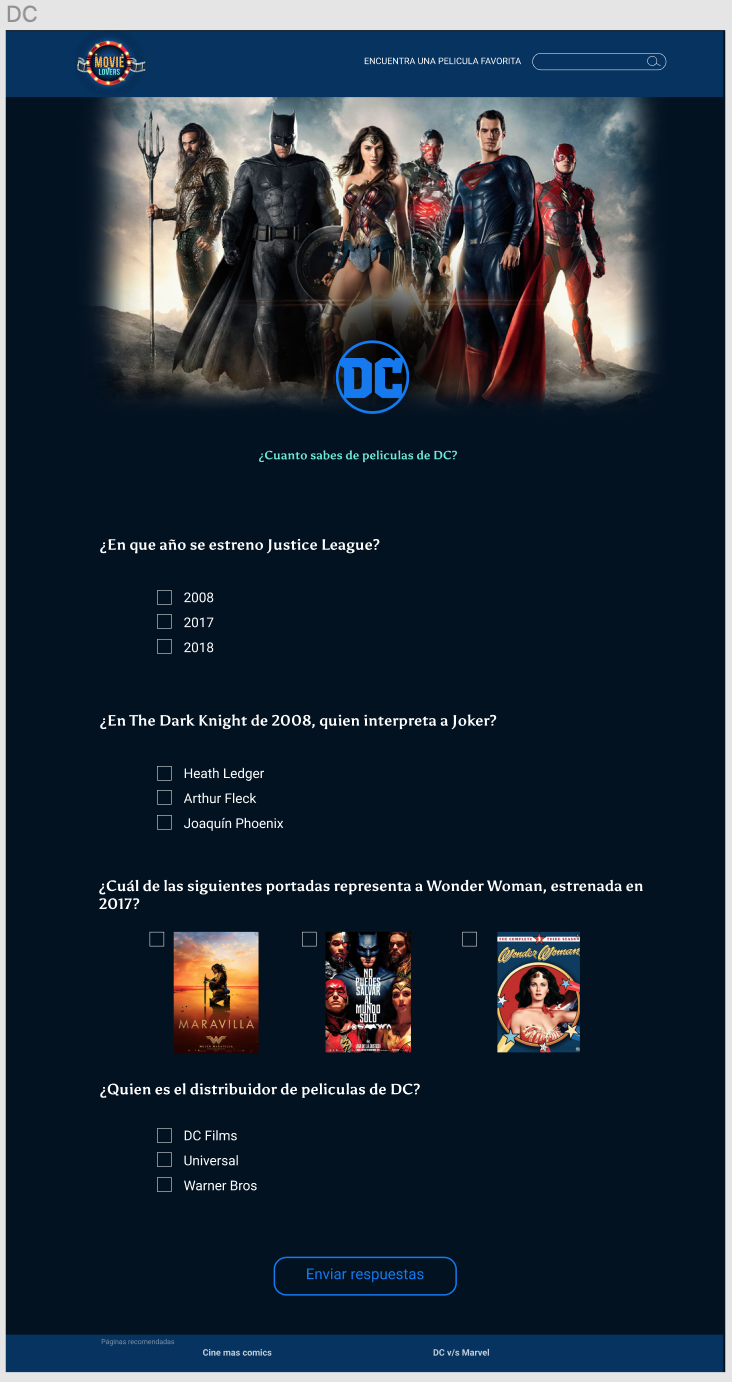 DC
MOVIE
LOVERS
ENCUENTRA UNA PELICULA FAVORITA
DC
¿Cuanto sabes de peliculas de DC?
¿En que año se estreno Justice League?
2008
2017
2018
¿En The Dark Knight de 2008, quien interpreta a Joker?
Heath Ledger
Arthur Fleck
Joaquín Phoenix
¿Cuál de las siguientes portadas representa a Wonder Woman, estrenada en
2017?
MARAVILLA
NO
PUEDES
SALVAR
AL
MUNDO
SOLO
THE COMPLETE THIRD SEASON
Wonder Woman
¿Quien es el distribuidor de peliculas de DC?
DC Films
Universal
Warner Bros
Enviar respuestas
Páginas recomendadas
Cine mas comics
DC v/s Marvel